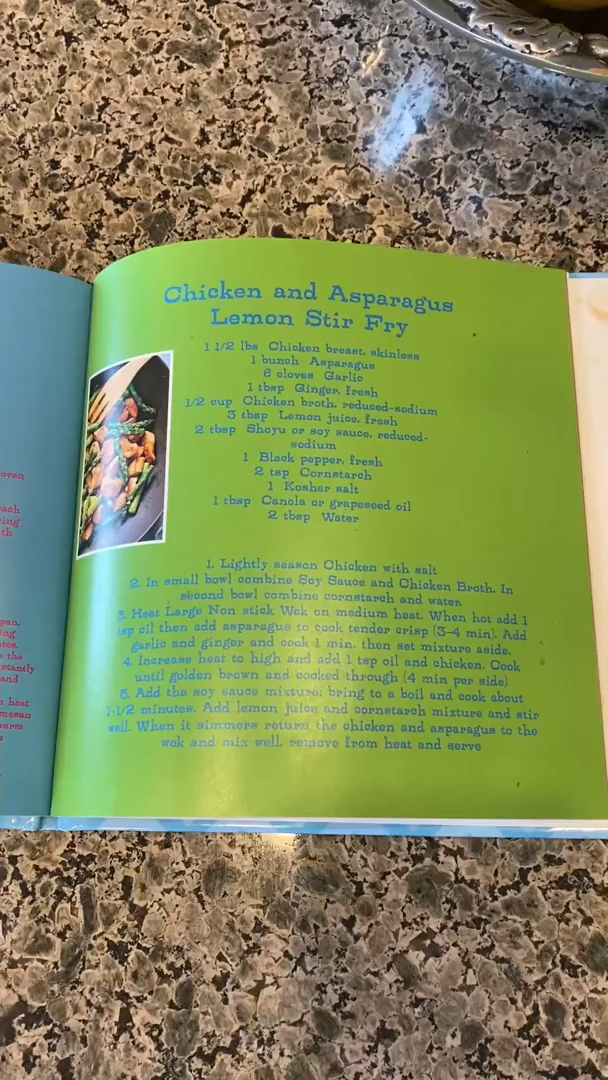 Chicken and Asparagus
Lemon Stir Fry
1 1/2 lbs Chicken breast, skinless
1 bunch Asparagus
6 cloves Garlic
1 tbsp Ginger, fresh
1/2 cup Chicken broth, reduced-sodium
3 tbsp Lemon juice, fresh
2 tbsp Shoyu or soy sauce, reduced-
sodium
1 Black pepper, fresh
2 tsp Cornstarch
1 Kosher salt
1 tbsp Canola or grapeseed oil
2 tbsp Water
1. Lightly season Chicken with salt
2. In small bowl combine Soy Sauce and Chicken Broth. In
second bowl combine cornstarch and water.
3. Heat Large Non stick Wok on medium heat. When hot add 1
tsp oil then add asparagus to cook tender crisp (3-4 min). Add
garlic and ginger and cook 1 min. then set mixture aside.
4. Increase heat to high and add 1 tsp oil and chicken. Cook
until golden brown and cooked through (4 min per side)
5. Add the soy sauce mixture; bring to a boil and cook about
1-1/2 minutes. Add lemon juice and cornstarch mixture and stir
well. When it simmers return the chicken and asparagus to the
wok and mix well, remove from heat and serve
oven
pan.
the
and
heat